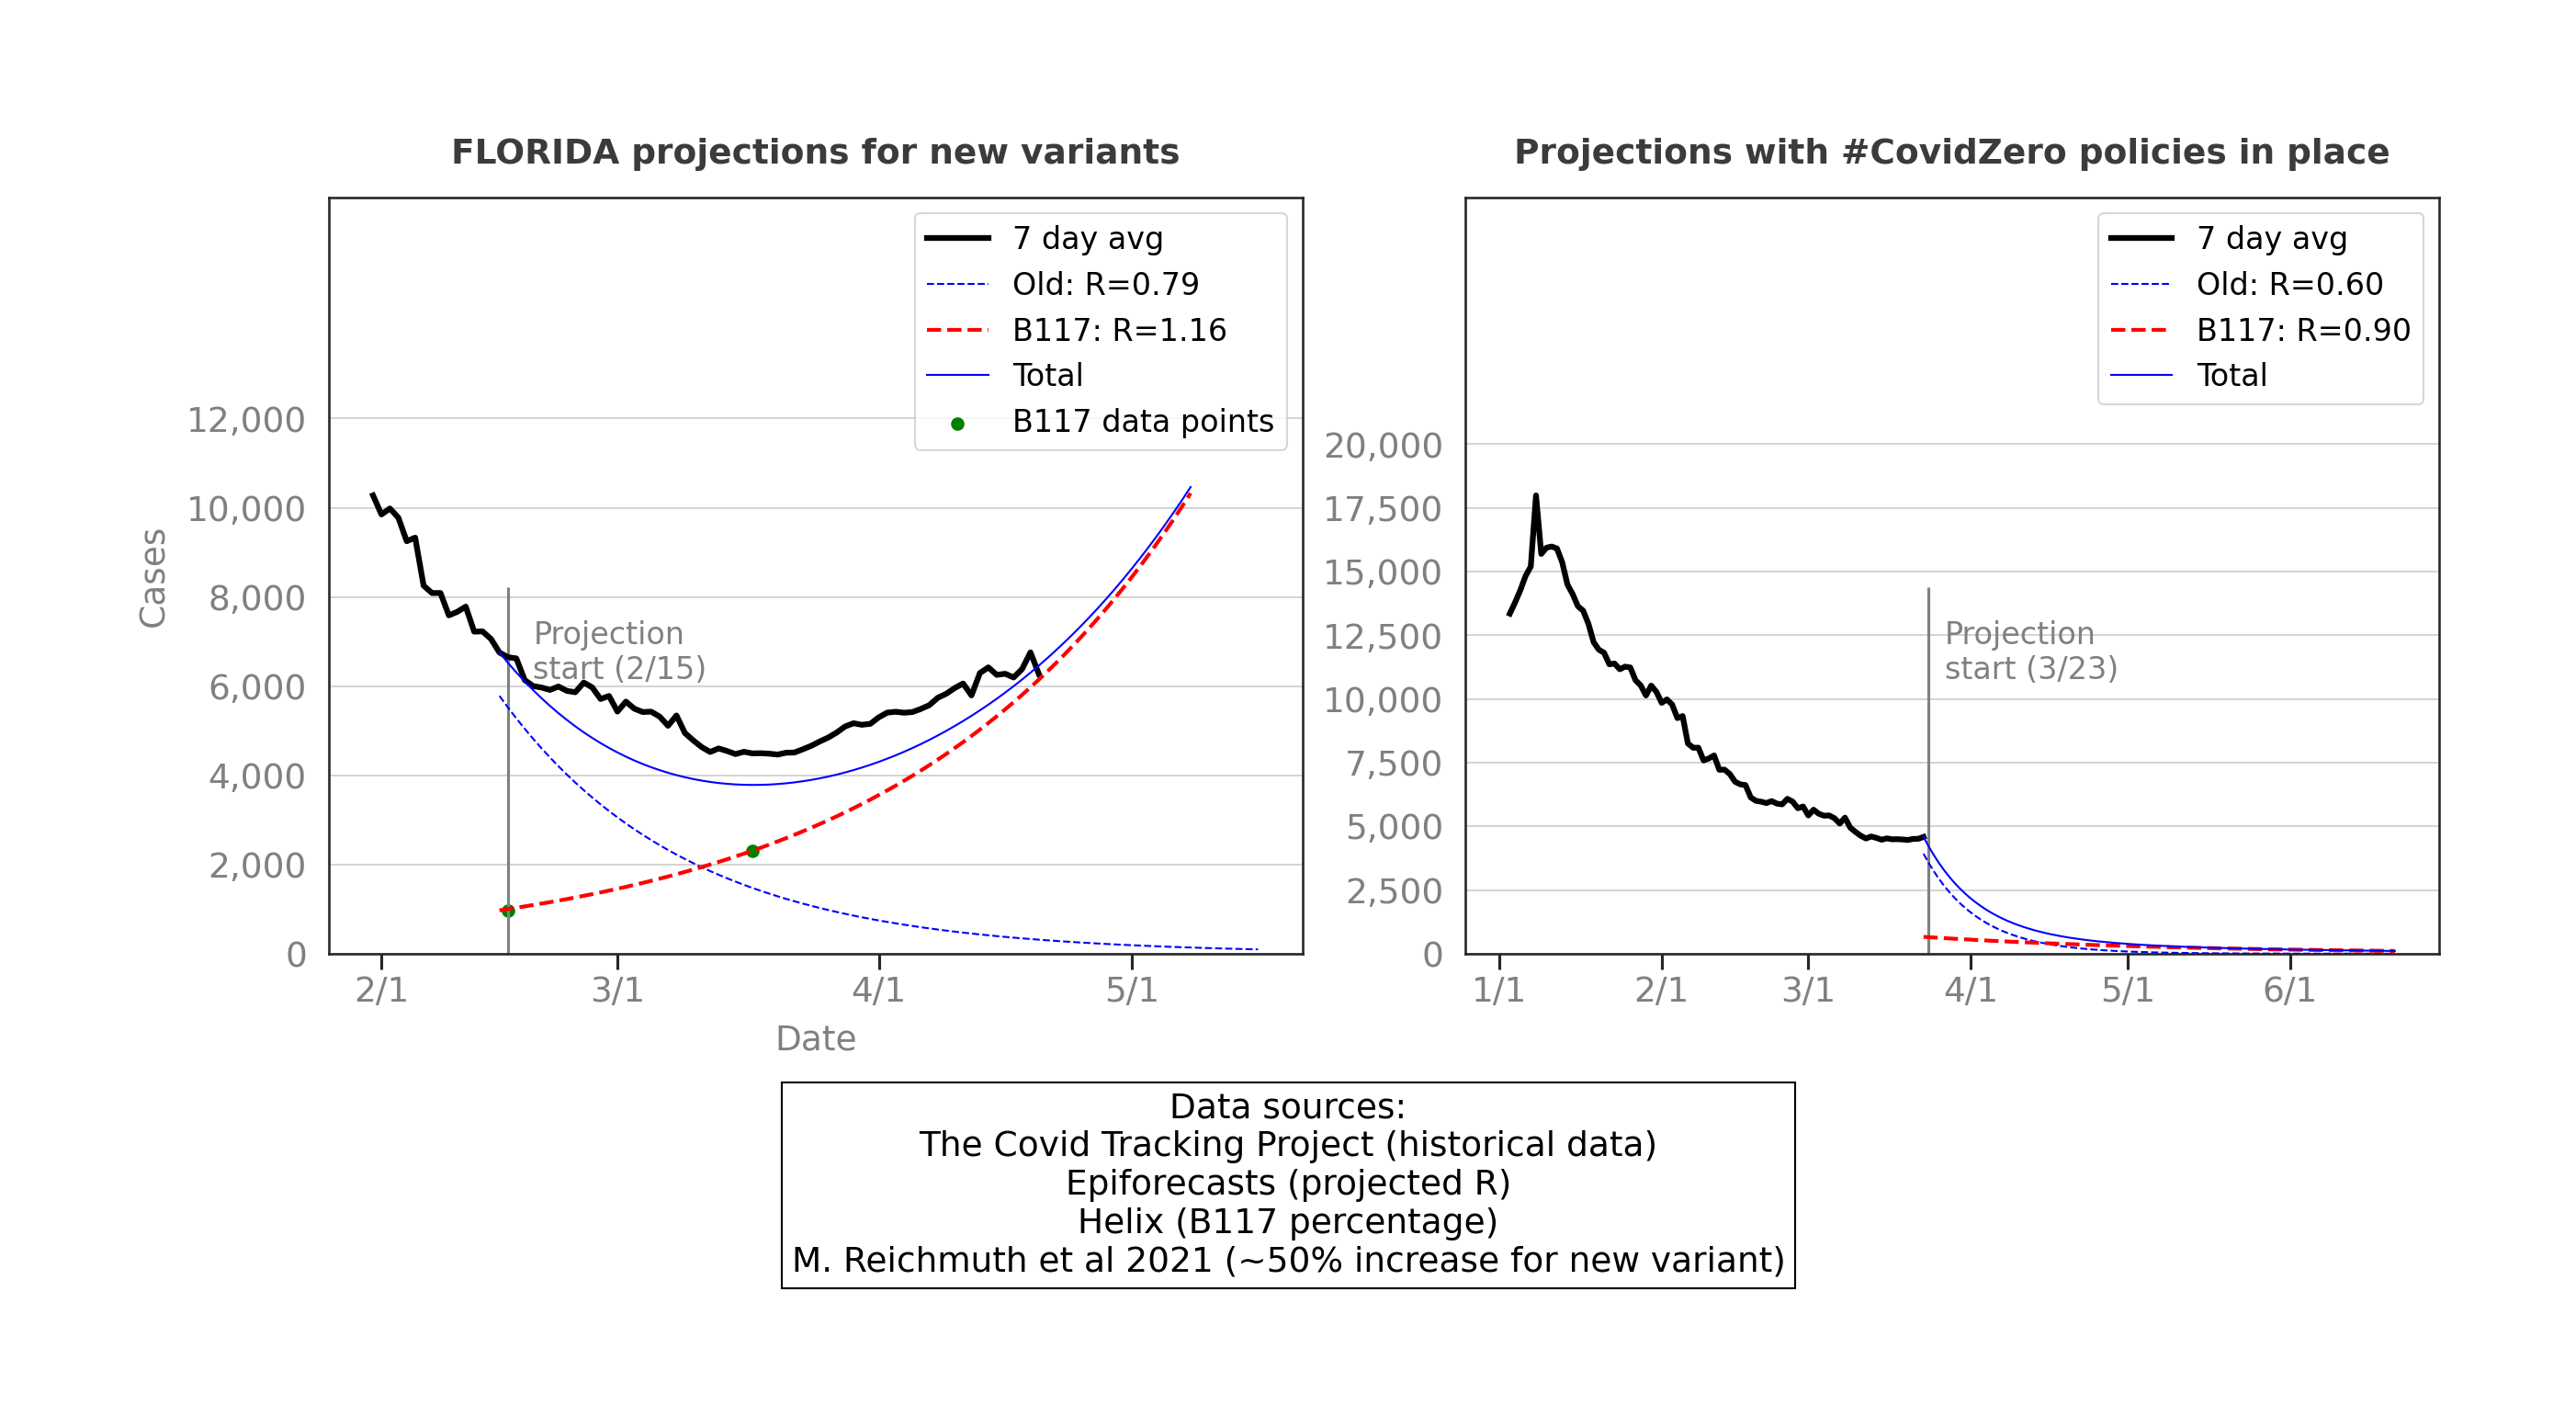 FLORIDA projections for new variants
7 day avg
Old: R=0.79
B117: R=1.16
Total
B117 data points
Cases
12,000
10,000
8,000
6,000
4,000
2,000
0
Projection
start (2/15)
2/1
3/1
4/1
5/1
Date
Projections with #CovidZero policies in place
7 day avg
Old: R=0.60
B117: R=0.90
Total
20,000
17,500
15,000
12,500
10,000
7,500
5,000
2,500
0
Projection
start (3/23)
1/1
2/1
3/1
4/1
5/1
6/1
Data sources:
The Covid Tracking Project (historical data)
Epiforecasts (projected R)
Helix (B117 percentage)
M. Reichmuth et al 2021 (~50% increase for new variant)